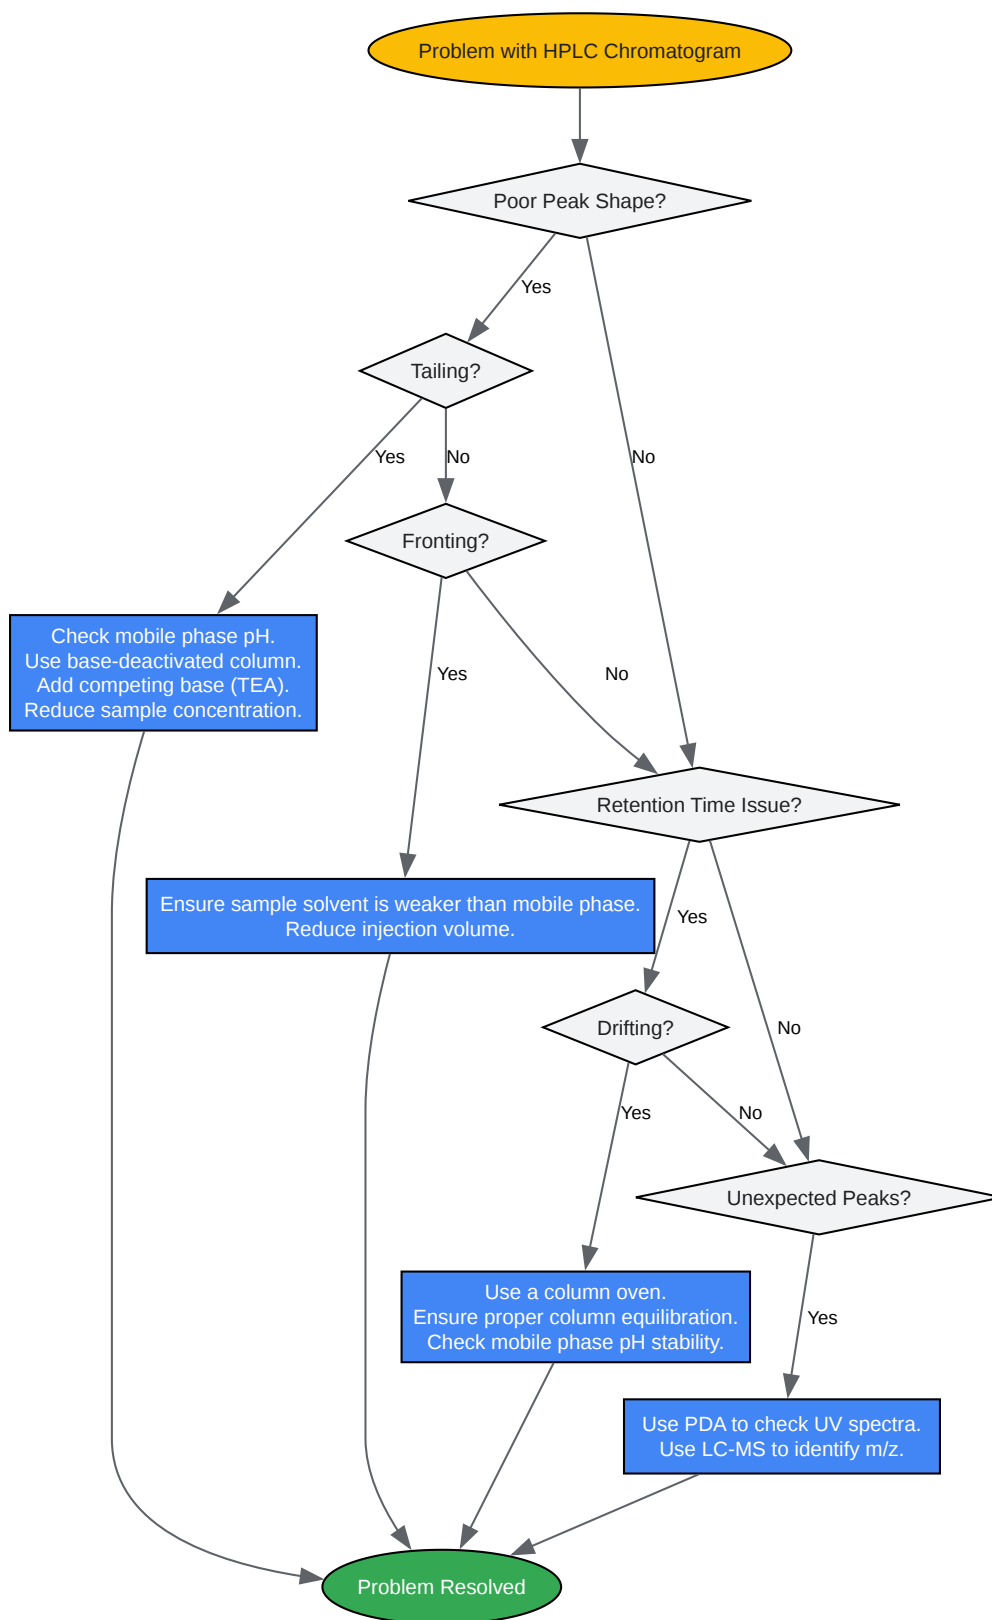 Problem with HPLC Chromatogram
Poor Peak Shape?
Yes
Tailing?
Yes
No
No
Fronting?
Check mobile phase pH.
Use base-deactivated column.
Add competing base (TEA).
Reduce sample concentration.
Yes
No
Retention Time Issue?
Ensure sample solvent is weaker than mobile phase.
Reduce injection volume.
Yes
Drifting?
No
Yes
No
Unexpected Peaks?
Use a column oven.
Ensure proper column equilibration.
Check mobile phase pH stability.
Yes
Use PDA to check UV spectra.
Use LC-MS to identify m/z.
Problem Resolved